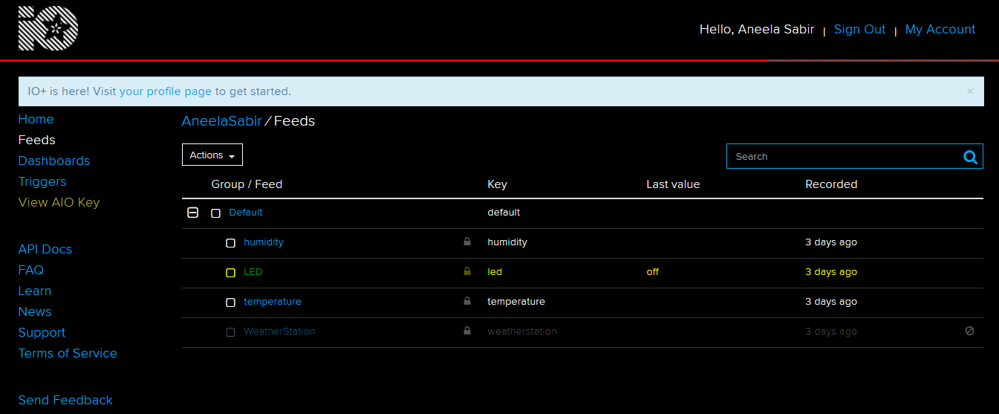 iO
Hello, Aneela Sabir | Sign Out | My Account
IO+ is here! Visit your profile page to get started. ×
Home
Feeds
Dashboards
Triggers
View AIO Key
API Docs
FAQ
Learn
News
Support
Terms of Service
Send Feedback
AneelaSabir / Feeds
Actions
Search
Group / Feed Key Last value Recorded
Default default
humidity humidity 3 days ago
LED led off 3 days ago
temperature temperature 3 days ago
WeatherStation weatherstation 3 days ago